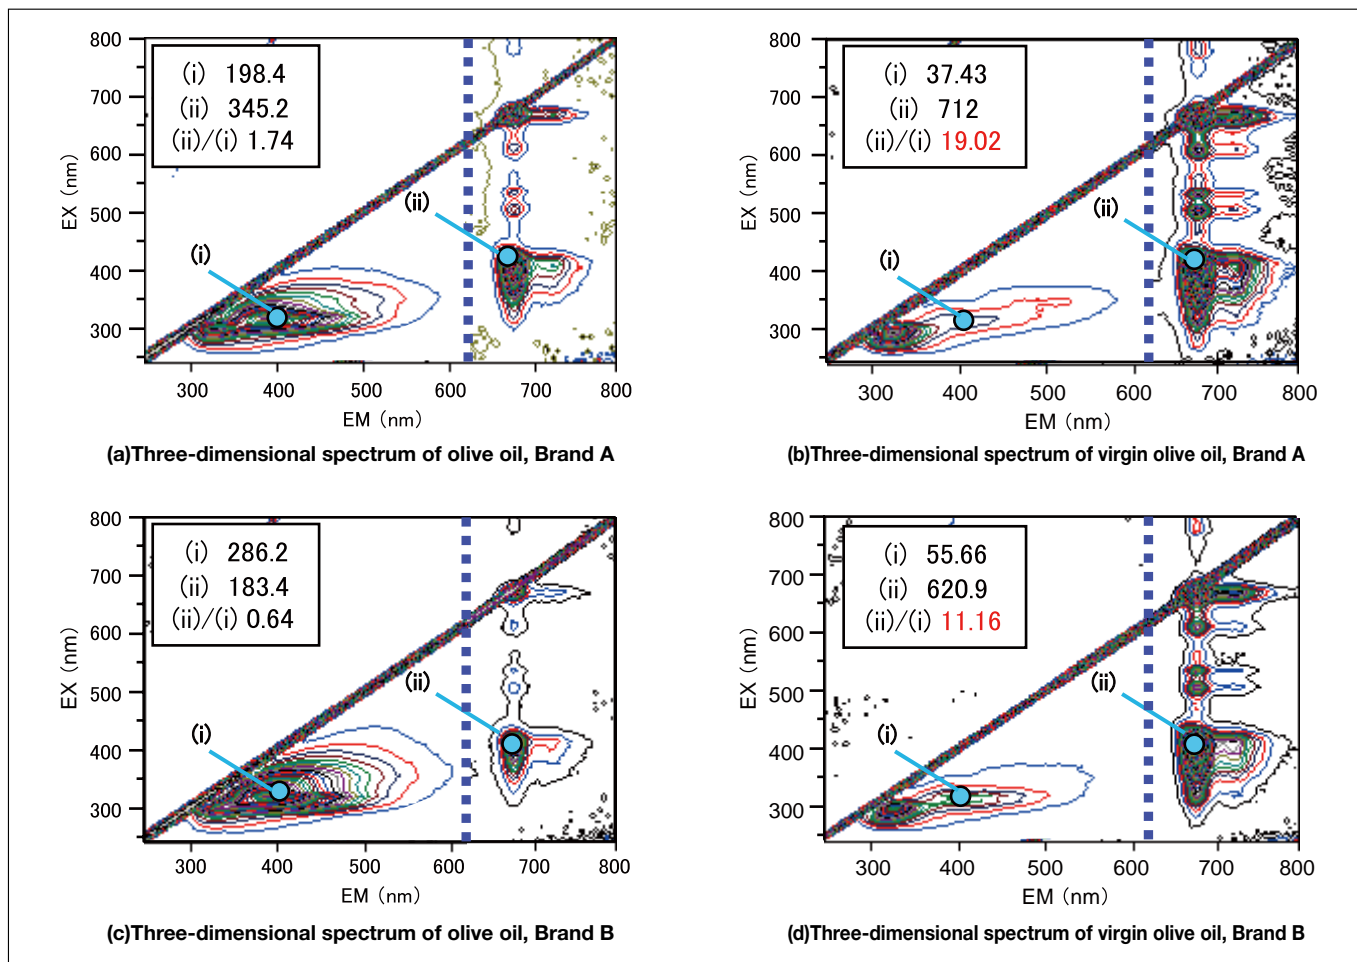 (i) 198.4
(ii) 345.2
(ii)/(i) 1.74
EX (nm)
800
700
600
500
400
300
(i)
(ii)
300 400 500 600 700 800
EM (nm)
(a)Three-dimensional spectrum of olive oil, Brand A
(i) 37.43
(ii) 712
(ii)/(i) 19.02
EX (nm)
800
700
600
500
400
300
(i)
(ii)
300 400 500 600 700 800
EM (nm)
(b)Three-dimensional spectrum of virgin olive oil, Brand A
(i) 286.2
(ii) 183.4
(ii)/(i) 0.64
EX (nm)
800
700
600
500
400
300
(i)
(ii)
300 400 500 600 700 800
EM (nm)
(c)Three-dimensional spectrum of olive oil, Brand B
(i) 55.66
(ii) 620.9
(ii)/(i) 11.16
EX (nm)
800
700
600
500
400
300
(i)
(ii)
300 400 500 600 700 800
EM (nm)
(d)Three-dimensional spectrum of virgin olive oil, Brand B